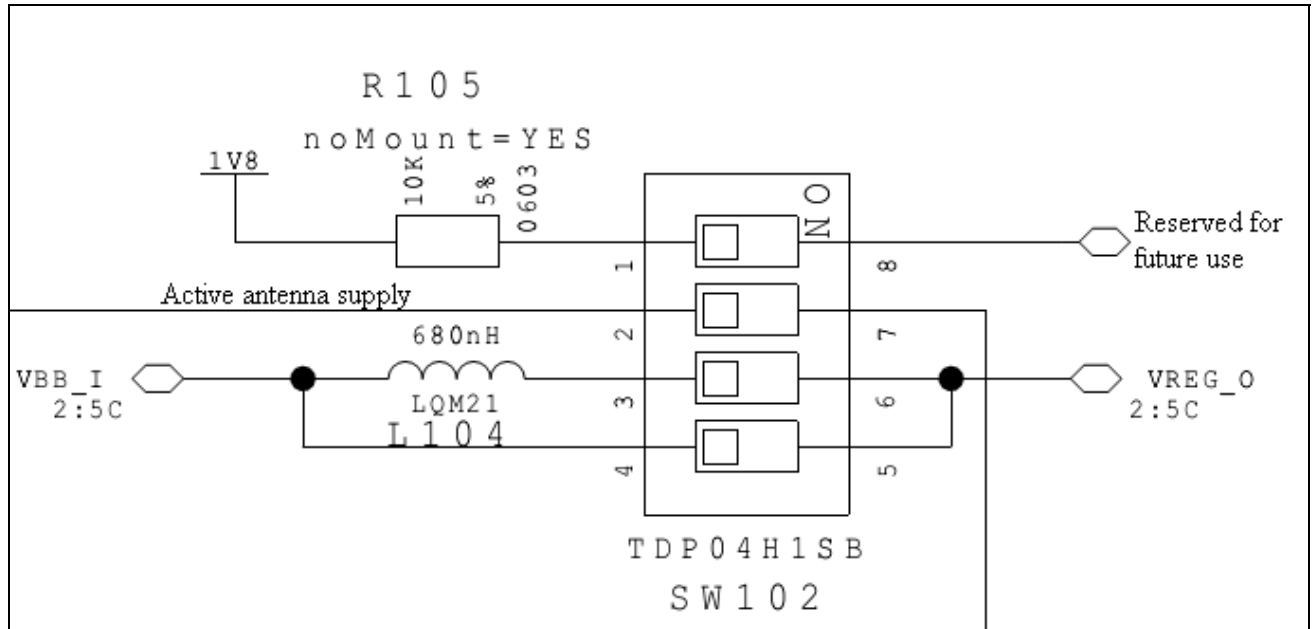 R105
noMount=YES
1V8
10K
5%
0603
NO
1
8
Reserved for
future use
Active antenna supply
2
7
680nH
VBB_I
2:5C
LQM21
L104
3
6
VREG_O
2:5C
4
5
TDP04H1SB
SW102